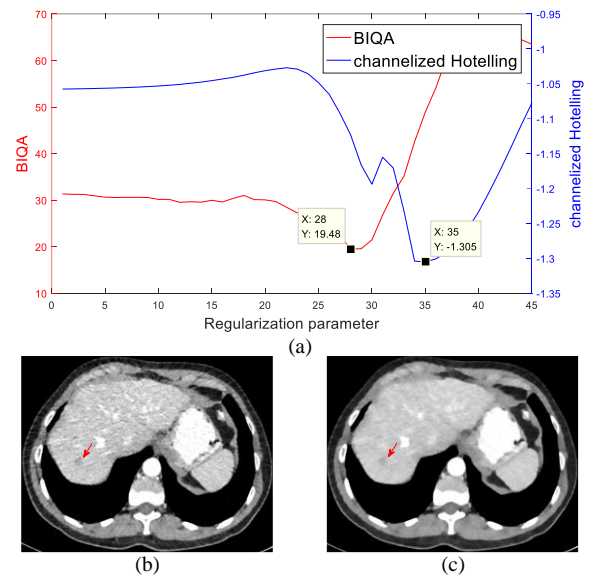 70
60
50
40
30
20
10
BIQA
-0.95
-1
-1.05
-1.1
-1.15
-1.2
-1.25
-1.3
-1.35
channelized Hotelling
BIQA
channelized Hotelling
X: 28
Y: 19.48
X: 35
Y: -1.305
0 5 10 15 20 25 30 35 40 45
Regularization parameter
(a)
(b) (c)